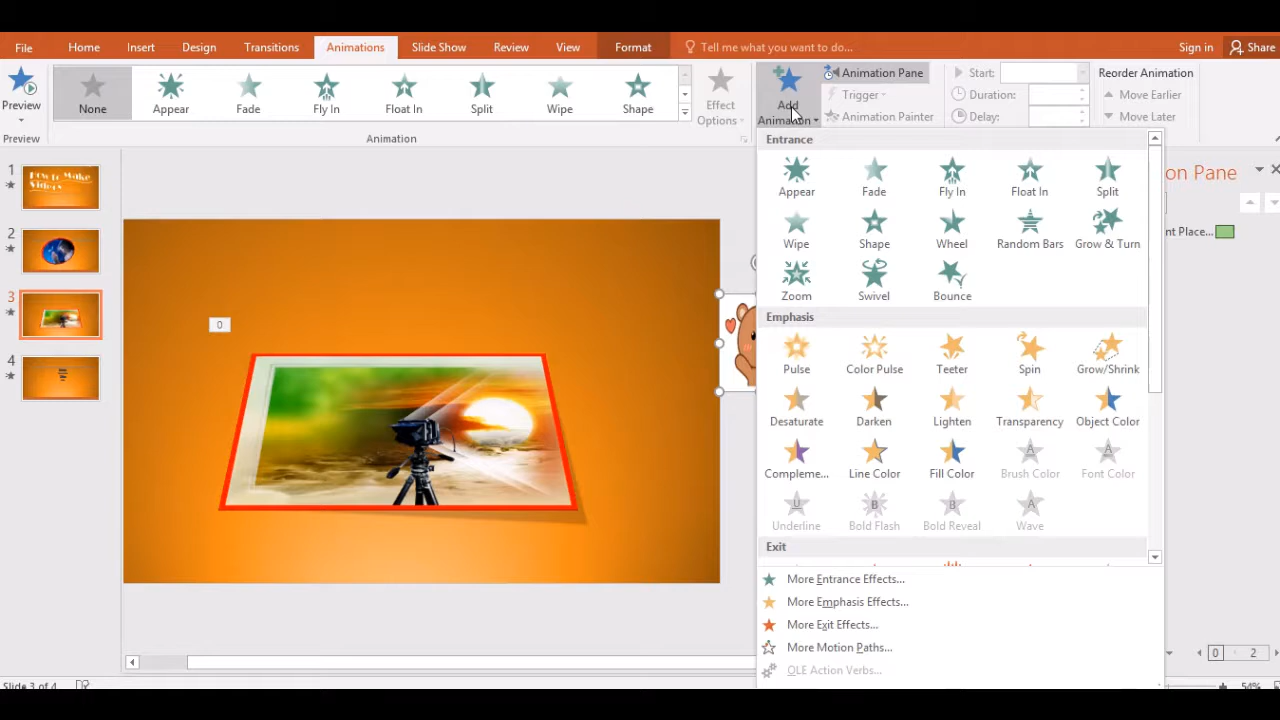 File Home Insert Design Transitions Animations Slide Show Review View Format Tell me what you want to do... Sign in Share
Preview
None Appear Fade Fly In Float In Split Wipe Shape
Effect
Options
Add
Animation
Animation Pane
Trigger
Animation Painter
Start:
Duration:
Delay:
Reorder Animation
Move Earlier
Move Later
Preview
Animation
Entrance
Appear Fade Fly In Float In Split
Wipe Shape Wheel Random Bars Grow & Turn
Zoom Swivel Bounce
Emphasis
Pulse Color Pulse Teeter Spin Grow/Shrink
Desaturate Darken Lighten Transparency Object Color
Compleme... Line Color Fill Color Brush Color Font Color
Underline Bold Flash Bold Reveal Wave
Exit
More Entrance Effects...
More Emphasis Effects...
More Exit Effects...
More Motion Paths...
OLE Action Verbs...
on Pane
nt Place...
1
How to Make
Videos
2
3
4
0
0 2
Slide 3 of 4
54%